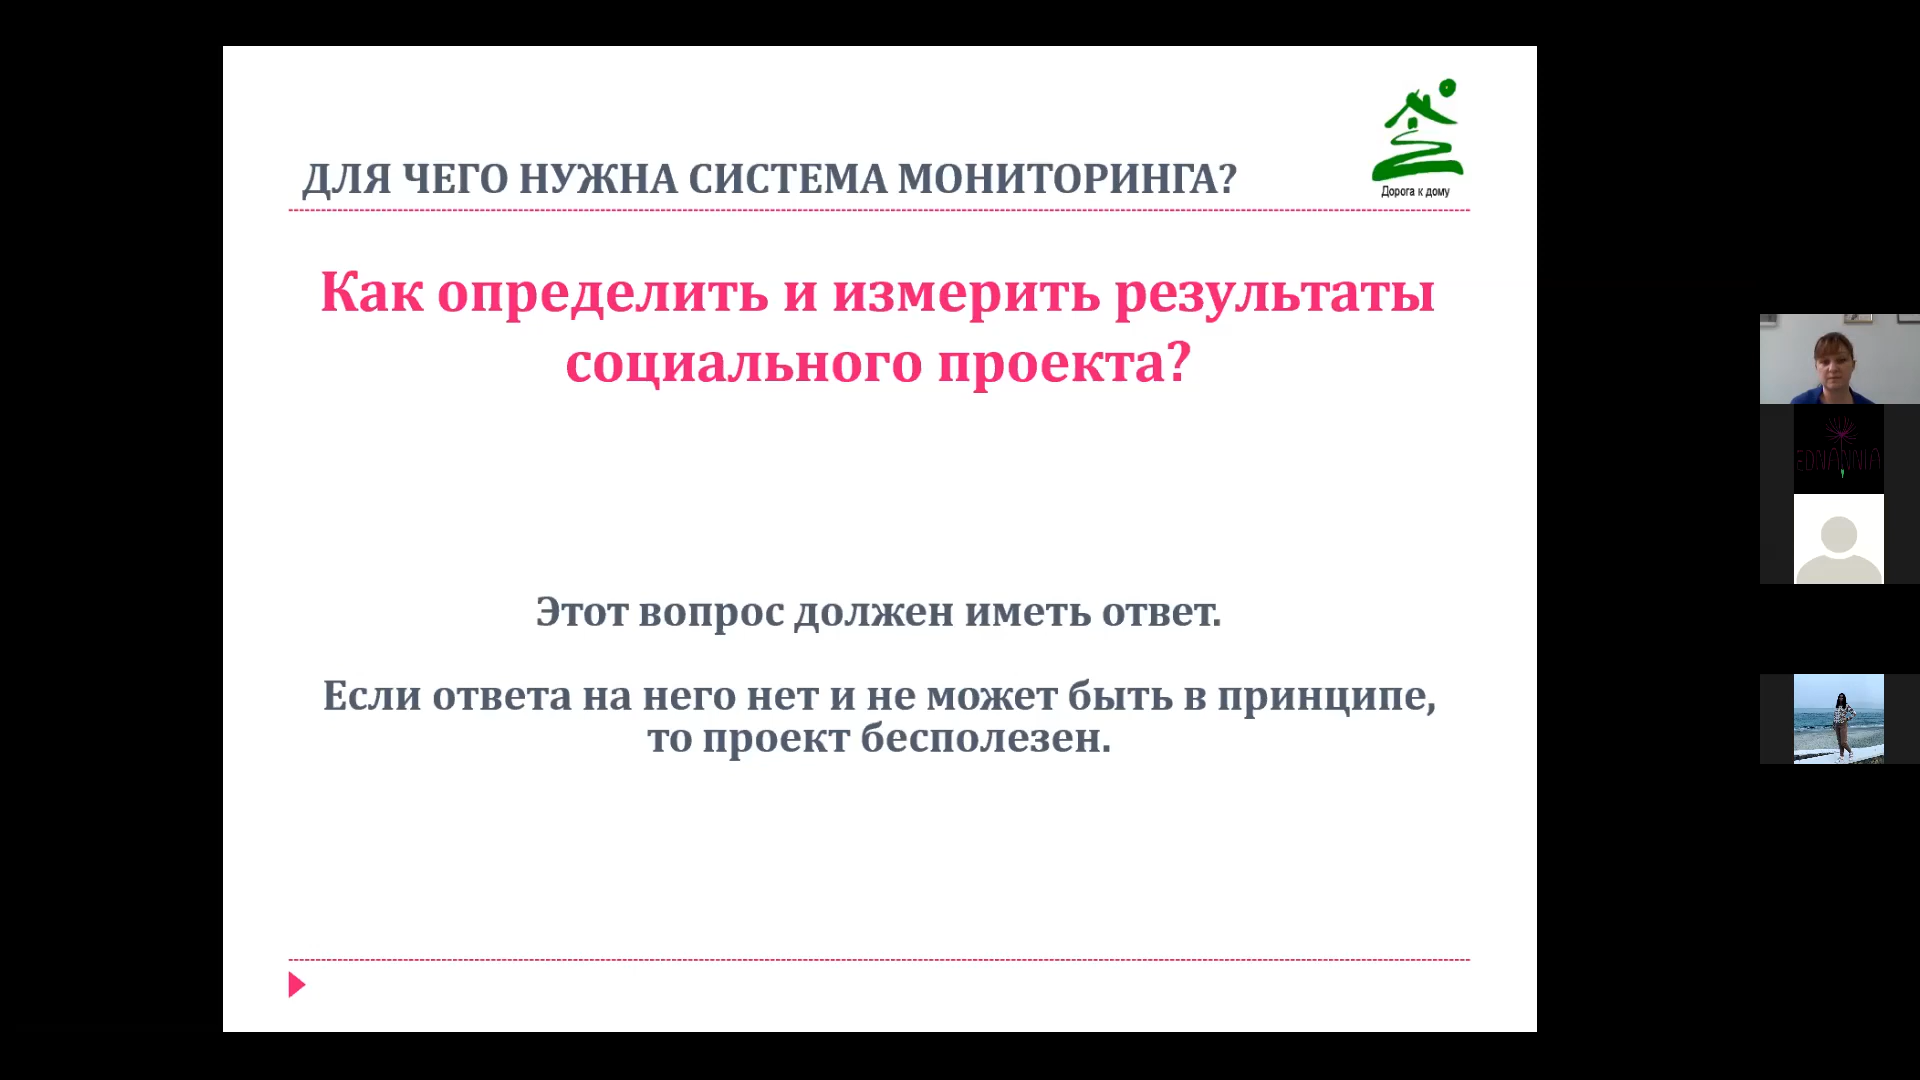 ДЛЯ ЧЕГО НУЖНА СИСТЕМА МОНИТОРИНГА?
Дорога к дому
Как определить и измерить результаты
социального проекта?
Этот вопрос должен иметь ответ.
Если ответа на него нет и не может быть в принципе,
то проект бесполезен.
EDNANNIA